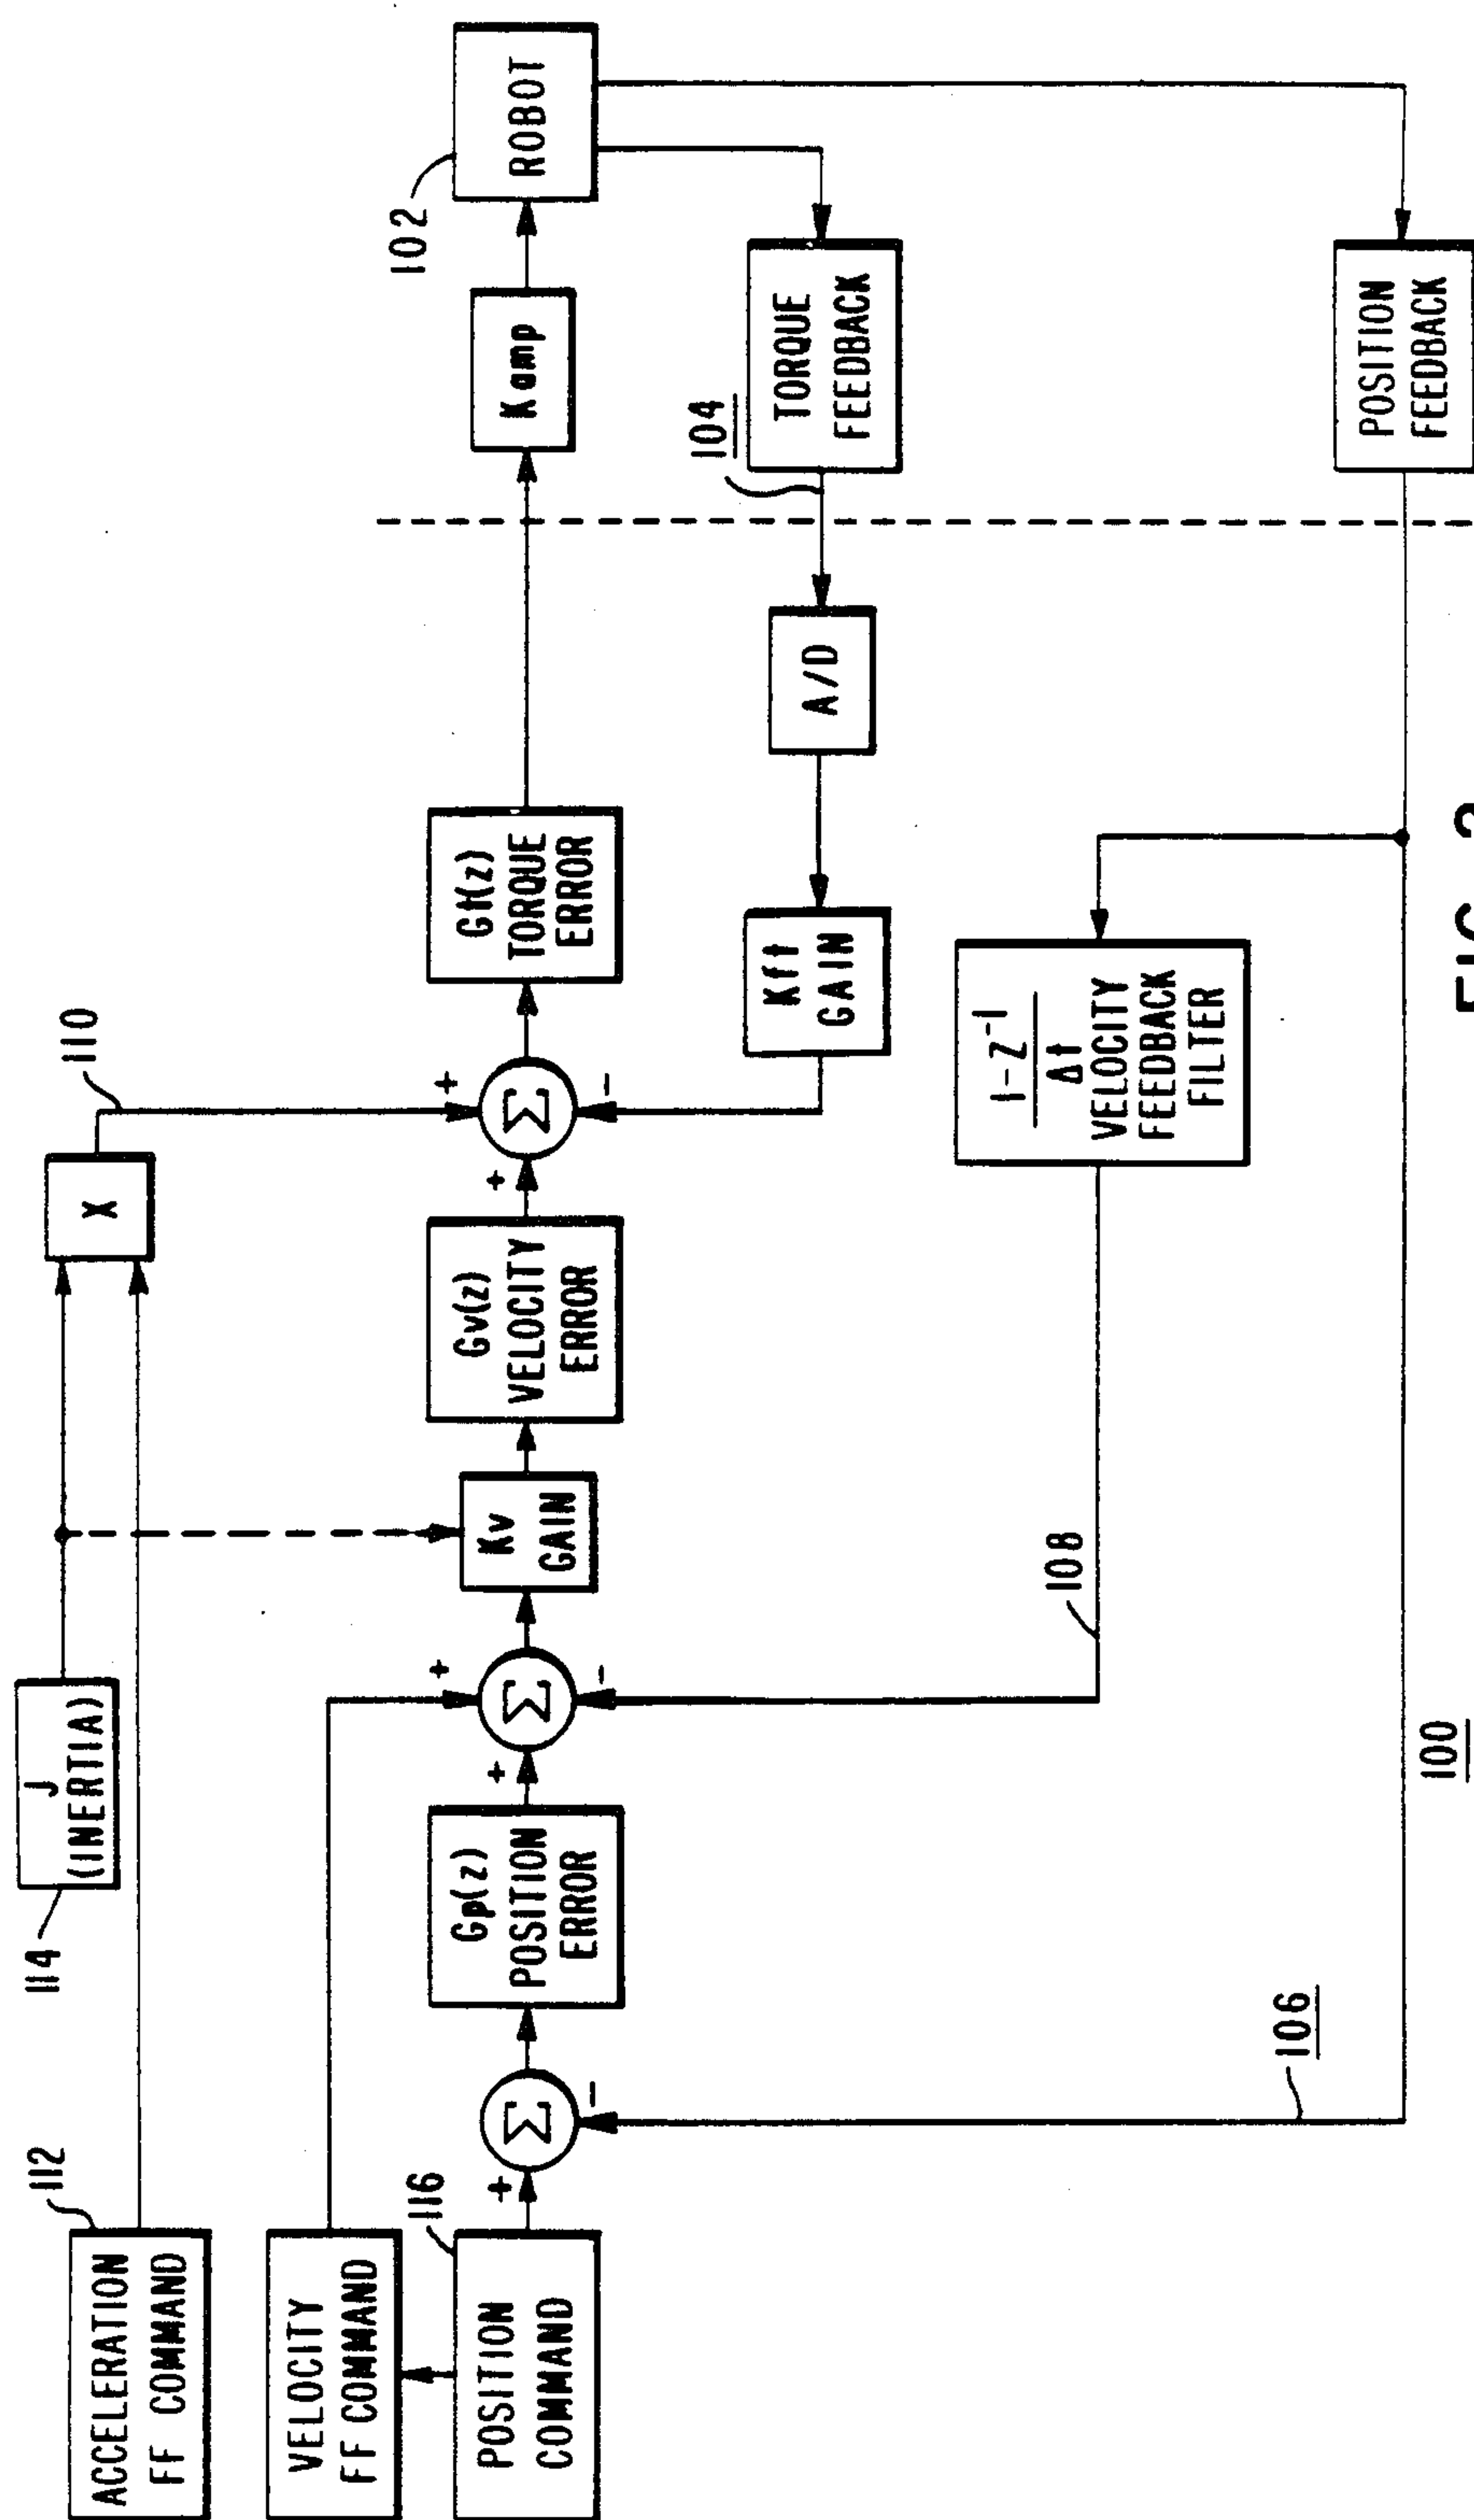 ACCELERATION
FF COMMAND
112
114
J
(INERTIA)
X
110
VELOCITY
FF COMMAND
116
POSITION
COMMAND
+
-
Σ
Gp(z)
POSITION
ERROR
+
+
-
Σ
Kv
GAIN
Gv(z)
VELOCITY
ERROR
+
+
-
Σ
Gt(z)
TORQUE
ERROR
K amp
102
ROBOT
Kft
GAIN
A/D
104
TORQUE
FEEDBACK
108
1-Z-1
Δt
VELOCITY
FEEDBACK
FILTER
106
POSITION
FEEDBACK
100